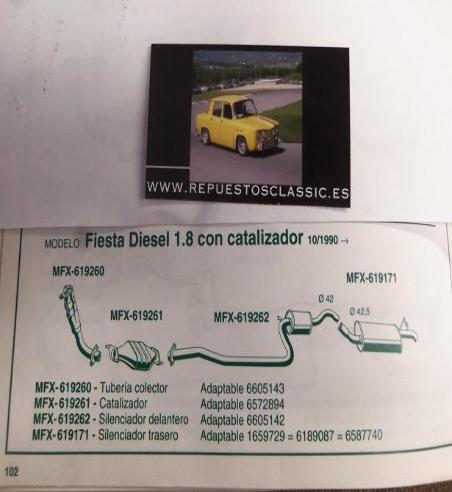 WWW.REPUESTOSCLASSIC.ES
MODELO Fiesta Diesel 1.8 con catalizador 10/1990 →
MFX-619260
MFX-619171
MFX-619261
MFX-619262
Ø 42
Ø 42,5
MFX-619260 - Tubería colector Adaptable 6605143
MFX-619261 - Catalizador Adaptable 6572894
MFX-619262 - Silenciador delantero Adaptable 6605142
MFX-619171 - Silenciador trasero Adaptable 1659729 = 6189087 = 6587740
102